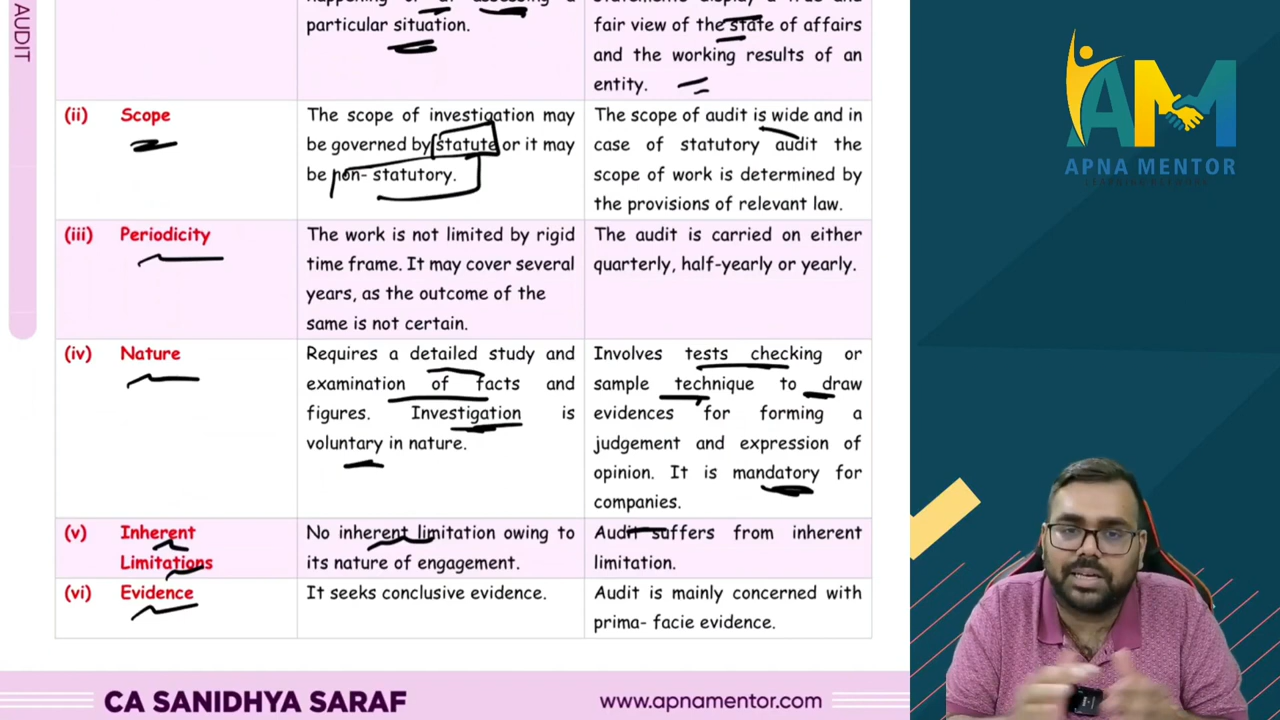 AUDIT
happening or at assessing a
particular situation.
statements display a true and
fair view of the state of affairs
and the working results of an
entity.
(ii) Scope
The scope of investigation may
be governed by statute or it may
be non- statutory.
The scope of audit is wide and in
case of statutory audit the
scope of work is determined by
the provisions of relevant law.
(iii) Periodicity
The work is not limited by rigid
time frame. It may cover several
years, as the outcome of the
same is not certain.
The audit is carried on either
quarterly, half-yearly or yearly.
(iv) Nature
Requires a detailed study and
examination of facts and
figures. Investigation is
voluntary in nature.
Involves tests checking or
sample technique to draw
evidences for forming a
judgement and expression of
opinion. It is mandatory for
companies.
(v) Inherent
Limitations
No inherent limitation owing to
its nature of engagement.
Audit suffers from inherent
limitation.
(vi) Evidence
It seeks conclusive evidence.
Audit is mainly concerned with
prima- facie evidence.
CA SANIDHYA SARAF
www.apnamentor.com
AM
APNA MENTOR